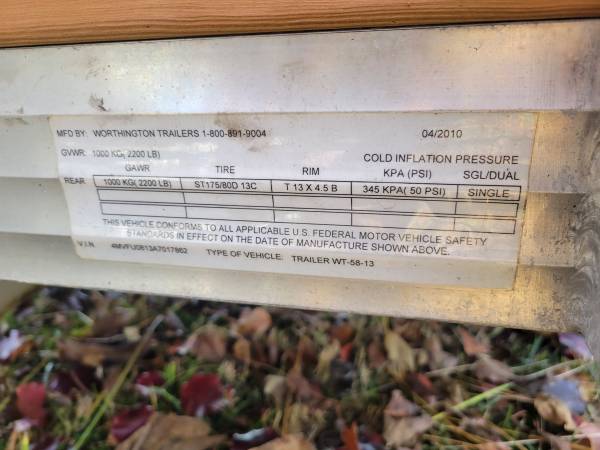 MFD BY: WORTHINGTON TRAILERS 1-800-891-9004 04/2010
GVWR: 1000 KG( 2200 LB) COLD INFLATION PRESSURE
GAWR TIRE RIM KPA (PSI) SGL/DUAL
REAR 1000 KG( 2200 LB) ST175/80D 13C T 13 X 4.5 B 345 KPA( 50 PSI) SINGLE
THIS VEHICLE CONFORMS TO ALL APPLICABLE U.S. FEDERAL MOTOR VEHICLE SAFETY
STANDARDS IN EFFECT ON THE DATE OF MANUFACTURE SHOWN ABOVE.
V.I.N TYPE OF VEHICLE: TRAILER WT-58-13